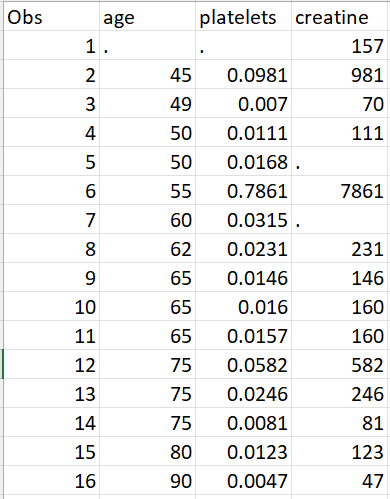 Obs age platelets creatine
1 . . 157
2 45 0.0981 981
3 49 0.007 70
4 50 0.0111 111
5 50 0.0168 .
6 55 0.7861 7861
7 60 0.0315 .
8 62 0.0231 231
9 65 0.0146 146
10 65 0.016 160
11 65 0.0157 160
12 75 0.0582 582
13 75 0.0246 246
14 75 0.0081 81
15 80 0.0123 123
16 90 0.0047 47